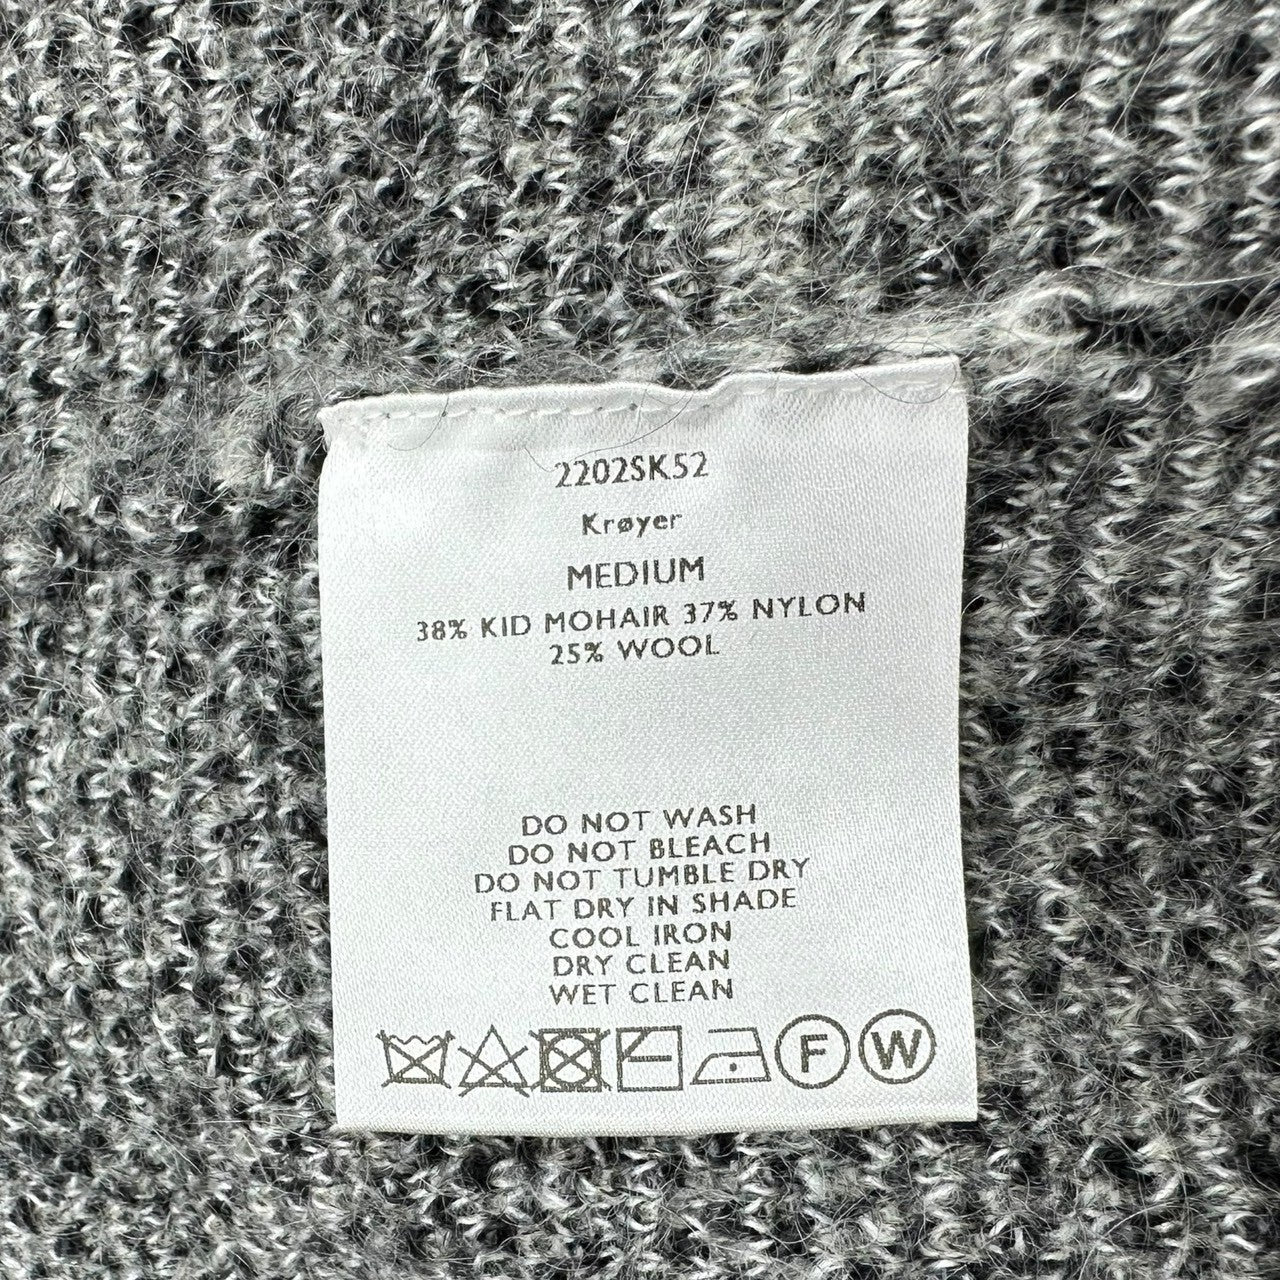 2202SK52
Krøyer
MEDIUM
38% KID MOHAIR 37% NYLON
25% WOOL
DO NOT WASH
DO NOT BLEACH
DO NOT TUMBLE DRY
FLAT DRY IN SHADE
COOL IRON
DRY CLEAN
WET CLEAN
F W